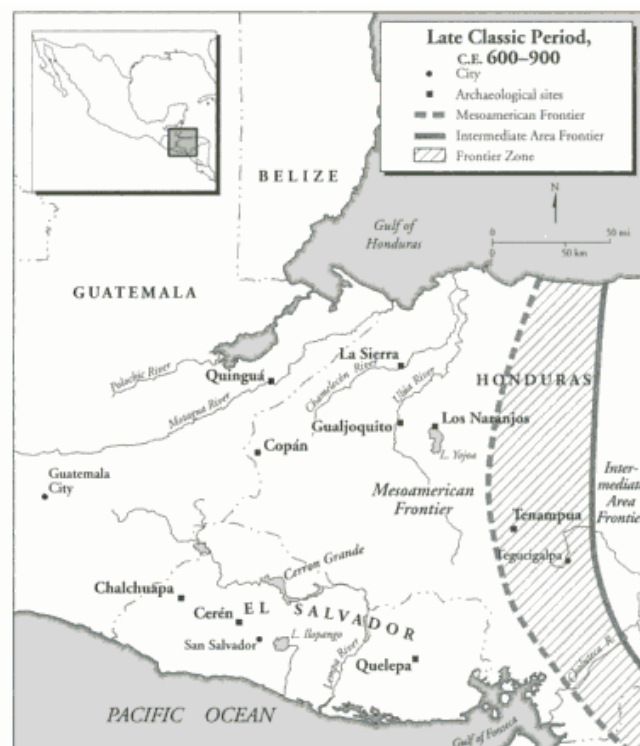 Late Classic Period,
C.E. 600–900
City
Archaeological sites
Mesoamerican Frontier
Intermediate Area Frontier
Frontier Zone
N
0 50 mi
0 50 km
BELIZE
Gulf of
Honduras
GUATEMALA
La Sierra
Polochic River
Quinguá
Chamelecón River
HONDURAS
Motagua River
Ulúa River
Gualjoquito
Los Naranjos
Copán
L. Yojoa
Guatemala
City
Mesoamerican
Frontier
Inter-
mediate
Area
Frontier
Tenampua
Tegucigalpa
Cerron Grande
Chalchuapa
Cerén
EL SALVADOR
San Salvador
L. Ilopango
Lempa River
Quelepa
Choluteca R.
PACIFIC OCEAN
Gulf of Fonseca